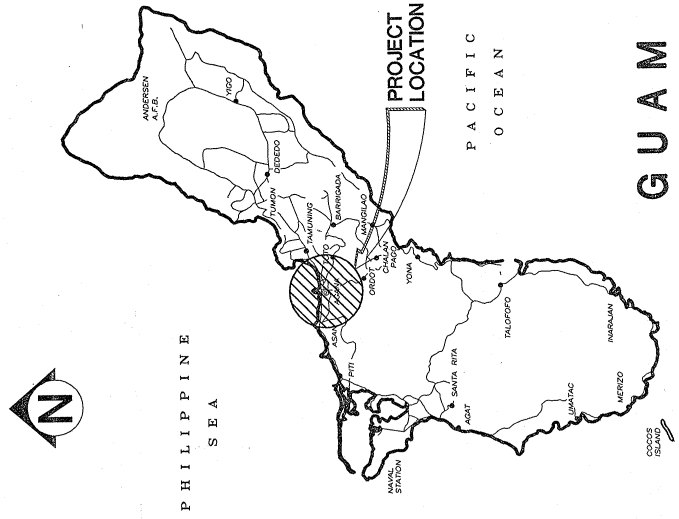 N
PHILIPPINE
SEA
ANDERSEN
A.F.B.
YIGO
DEDEDO
TUMON
TAMUNING
BARRIGADA
MANGILAO
CHALAN
PAGO
ORDOT
YONA
ASAN
PITI
SANTA RITA
AGAT
NAVAL
STATION
TALOFOFO
INARAJAN
UMATAC
MERIZO
COCOS
ISLAND
PROJECT
LOCATION
PACIFIC
OCEAN
GUAM